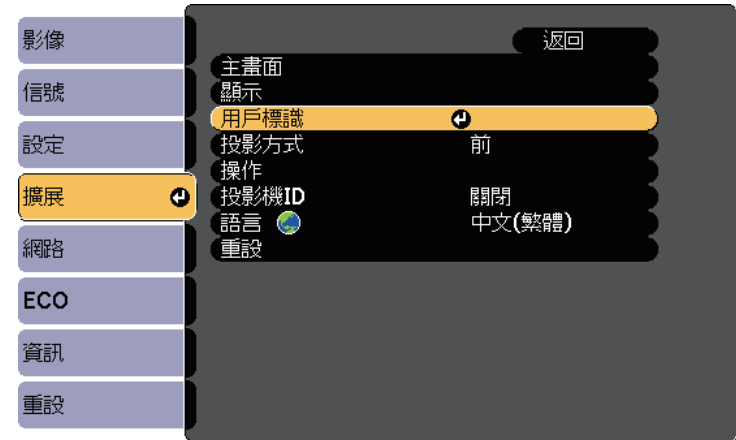 影像
信號
設定
擴展
網路
ECO
資訊
重設
返回
主畫面
顯示
用戶標識
投影方式 前
操作
投影機ID 關閉
語言 中文(繁體)
重設